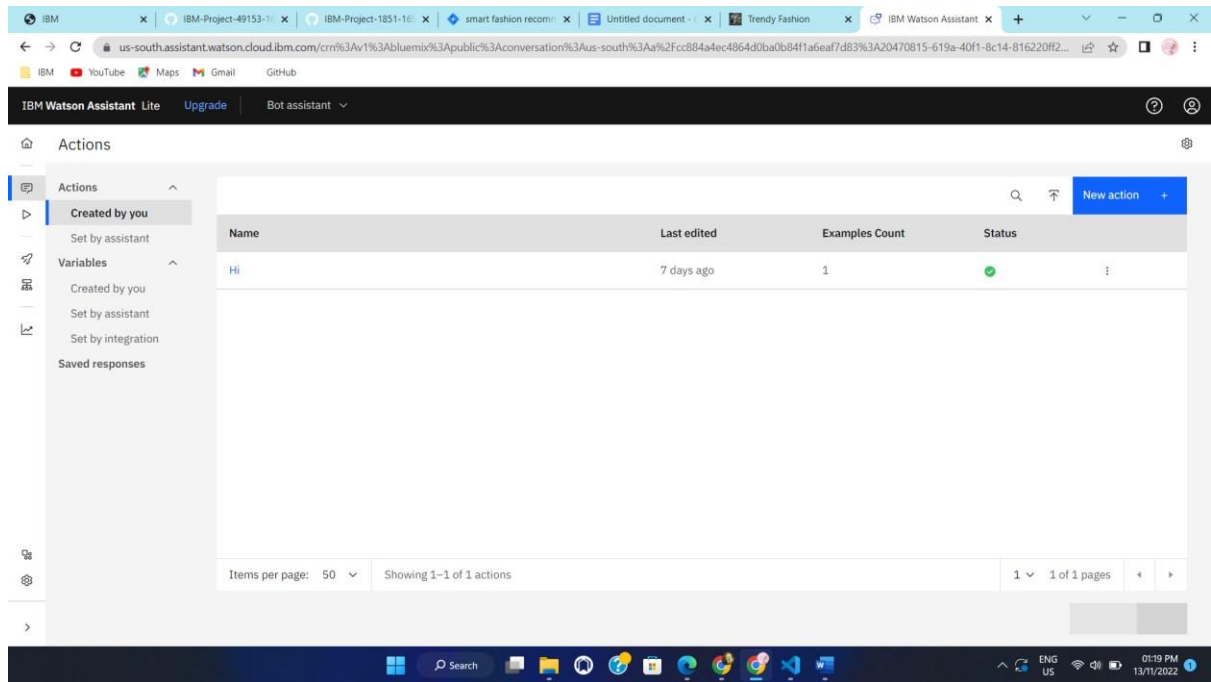 IBM
IBM-Project-49153-1
IBM-Project-1851-16
smart fashion recom
Untitled document -
Trendy Fashion
IBM Watson Assistant
us-south.assistant.watson.cloud.ibm.com/crn%3Av1%3Abluemix%3Apublic%3Aconversation%3Aus-south%3Aa%2Fcc884a4ec4864d0ba0b84f1a6eaf7d83%3A20470815-619a-40f1-8c14-816220ff2...
IBM YouTube Maps Gmail GitHub
IBM Watson Assistant Lite Upgrade Bot assistant
Actions
Actions
Created by you
Set by assistant
Variables
Created by you
Set by assistant
Set by integration
Saved responses
New action +
Name Last edited Examples Count Status
Hi 7 days ago 1
Items per page: 50 Showing 1–1 of 1 actions 1 1 of 1 pages
Search
ENG
US
01:19 PM
13/11/2022
1